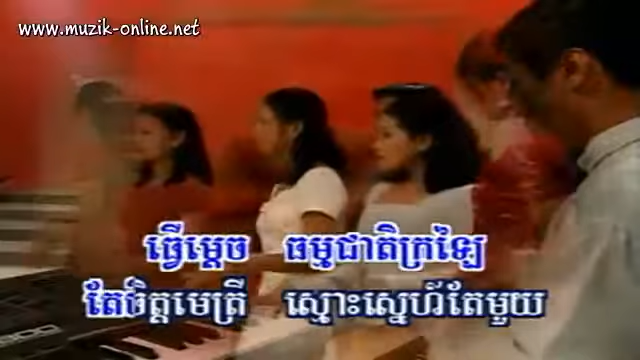 www.muzik-online.net
ធ្វើម្ដេច ធម្មជាតិក្រឡៃ
តែចិត្តមេត្រី ស្មោះស្នេហ៍តែមួយ